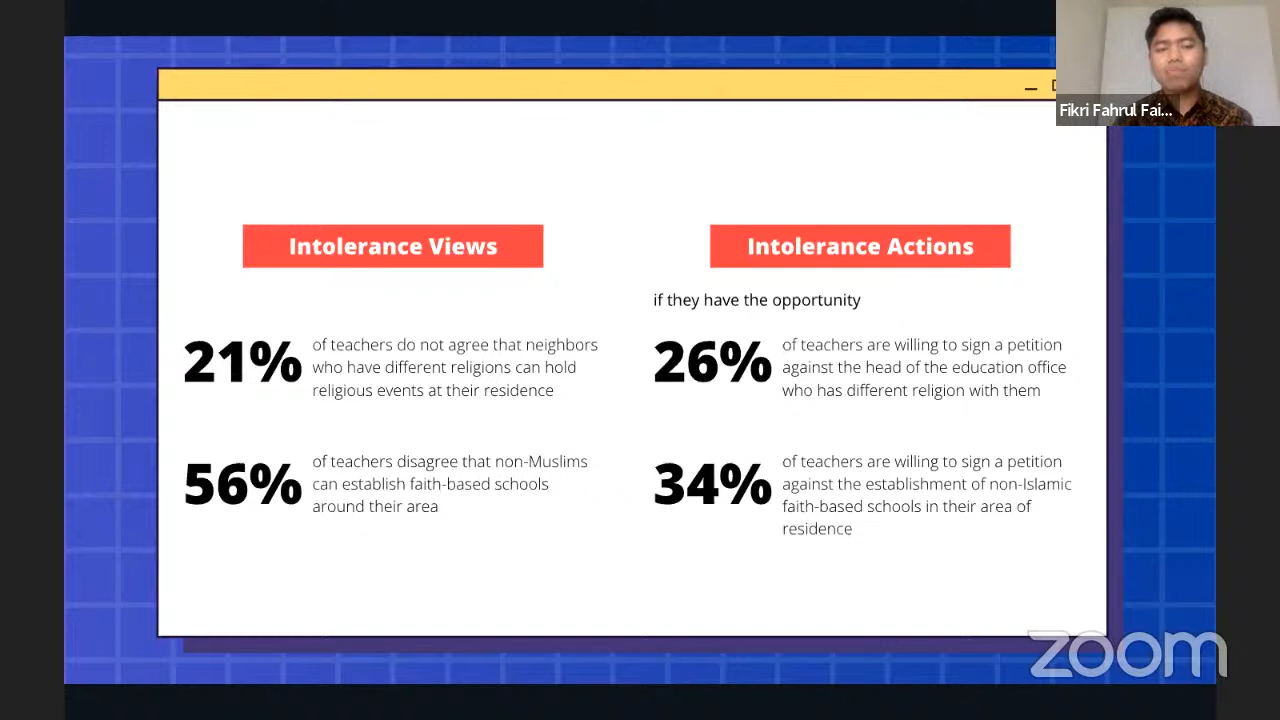 Fikri Fahrul Fai...
Intolerance Views
21%
of teachers do not agree that neighbors
who have different religions can hold
religious events at their residence
56%
of teachers disagree that non-Muslims
can establish faith-based schools
around their area
Intolerance Actions
if they have the opportunity
26%
of teachers are willing to sign a petition
against the head of the education office
who has different religion with them
34%
of teachers are willing to sign a petition
against the establishment of non-Islamic
faith-based schools in their area of
residence
zoom